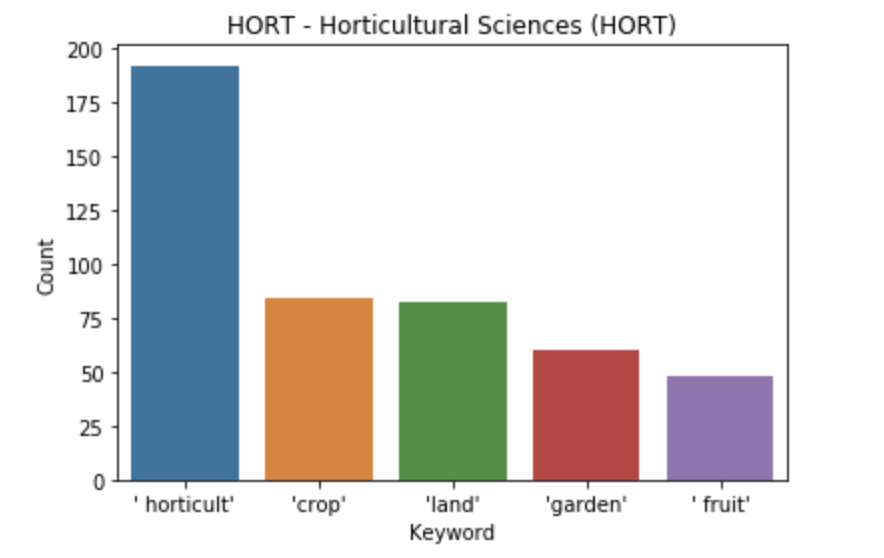 HORT - Horticultural Sciences (HORT)
200
175
150
125
100
75
50
25
0
Count
' horticult' 'crop' 'land' 'garden' ' fruit'
Keyword